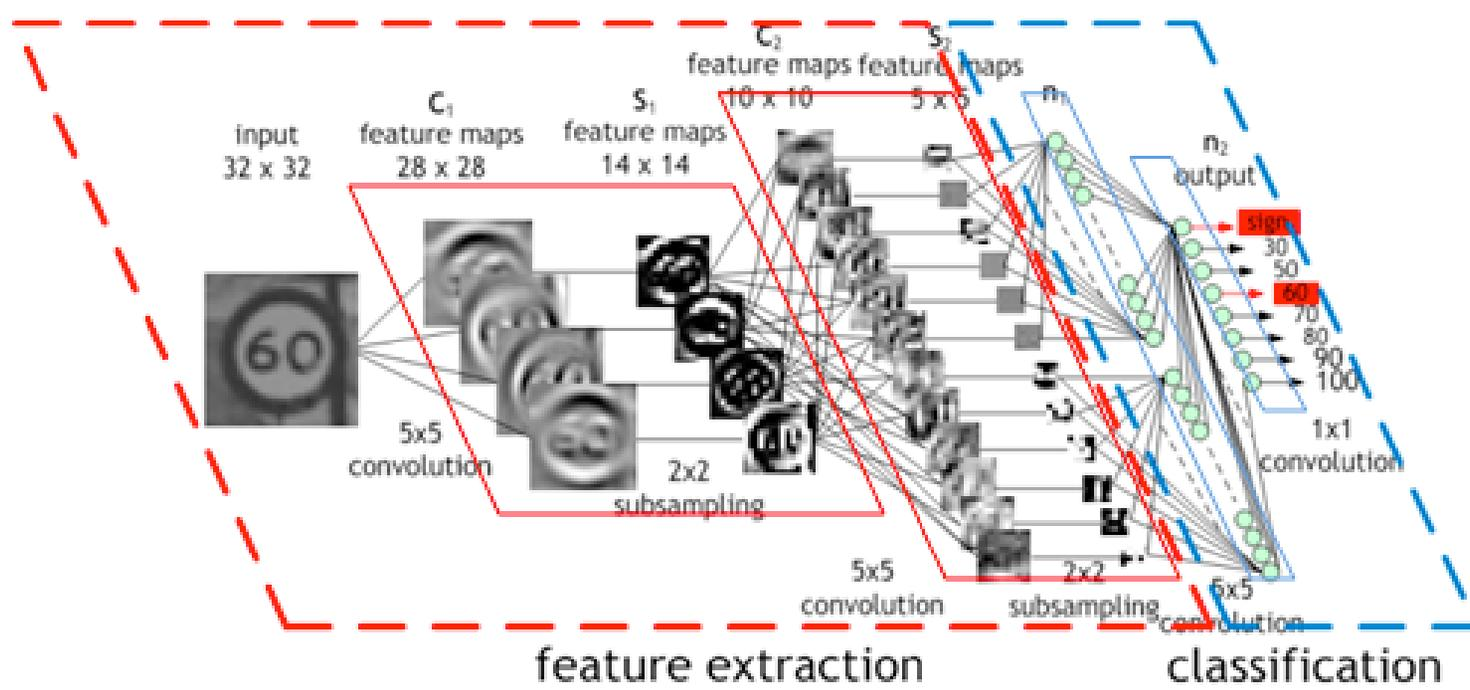 input
32 x 32
C₁
feature maps
28 x 28
S₁
feature maps
14 x 14
C₂
feature maps
10 x 10
S₂
feature maps
5 x 5
n₁
n₂
output
60
sign
30
50
60
70
80
90
100
5x5
convolution
2x2
subsampling
5x5
convolution
2x2
subsampling
5x5
convolution
1x1
convolution
feature extraction
classification